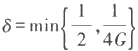 δ = min{1/2, 1/4G}